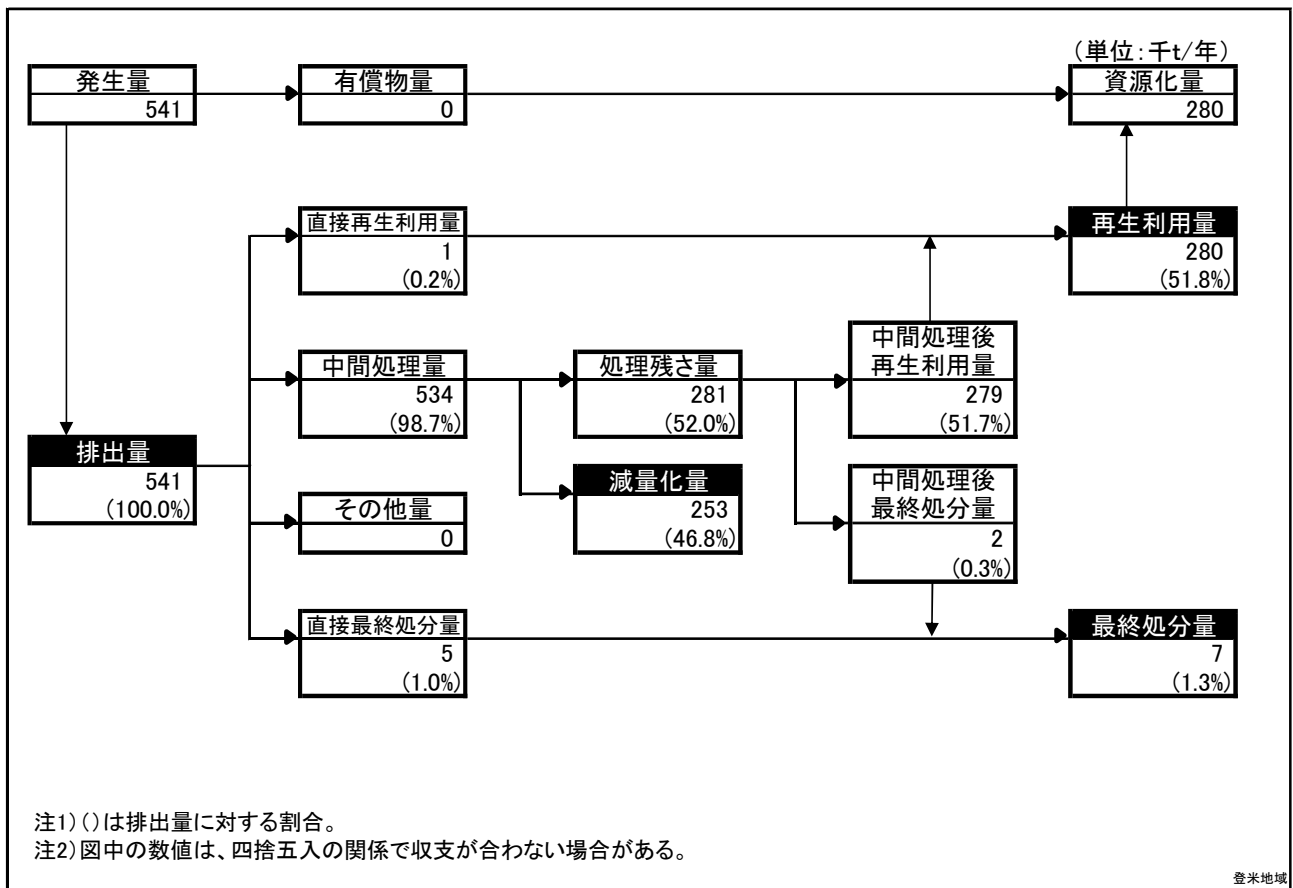 (単位:千t/年)
発生量
541
有償物量
0
資源化量
280
直接再生利用量
1
(0.2%)
再生利用量
280
(51.8%)
中間処理量
534
(98.7%)
処理残さ量
281
(52.0%)
中間処理後
再生利用量
279
(51.7%)
排出量
541
(100.0%)
減量化量
253
(46.8%)
中間処理後
最終処分量
2
(0.3%)
その他量
0
直接最終処分量
5
(1.0%)
最終処分量
7
(1.3%)
注1)()は排出量に対する割合。
注2)図中の数値は、四捨五入の関係で収支が合わない場合がある。
登米地域